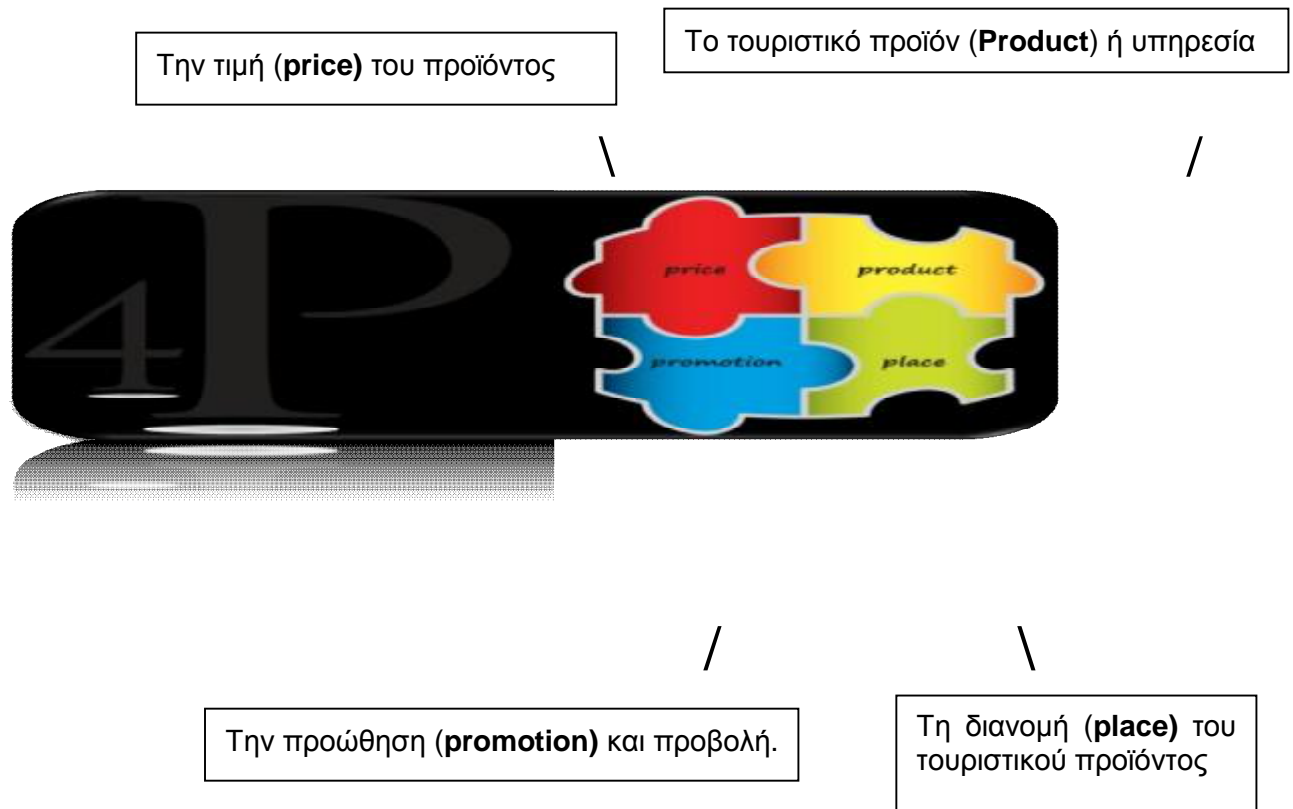 Την τιμή (price) του προϊόντος
Το τουριστικό προϊόν (Product) ή υπηρεσία
\
/
4P
price
product
promotion
place
/
\
Την προώθηση (promotion) και προβολή.
Τη διανομή (place) του
τουριστικού προϊόντος